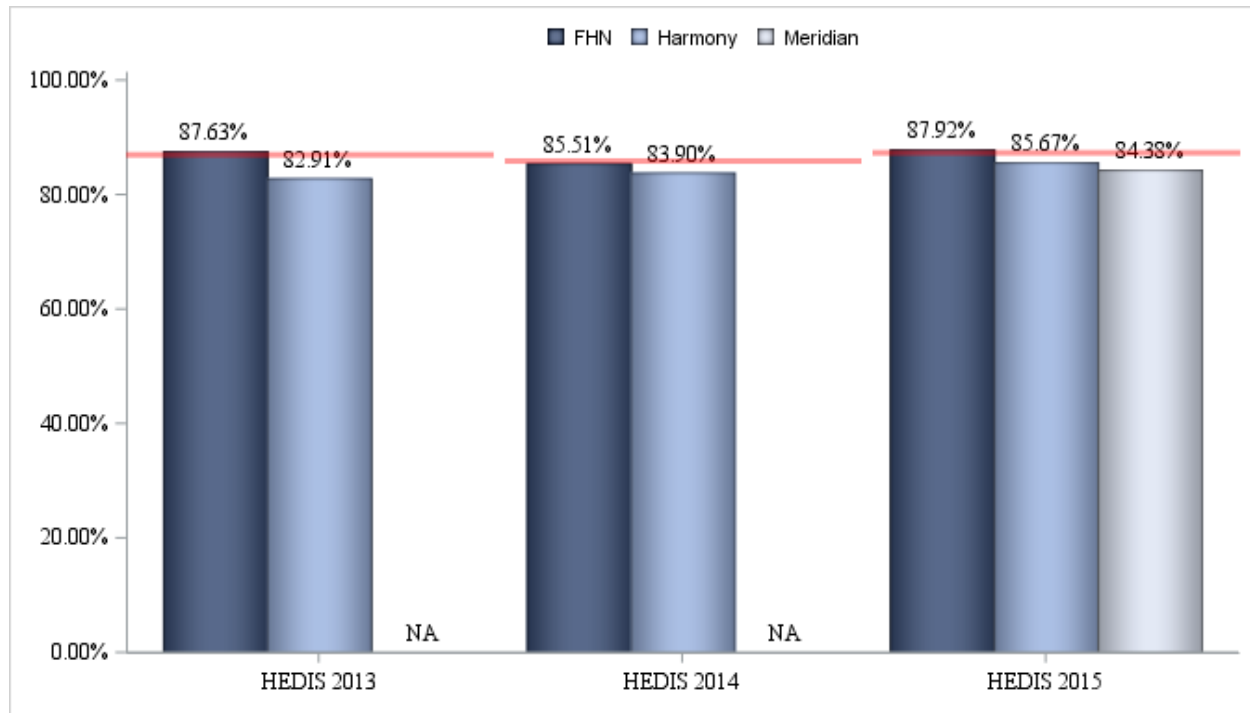 FHN Harmony Meridian
100.00%
80.00%
60.00%
40.00%
20.00%
0.00%
87.63%
82.91%
NA
85.51%
83.90%
NA
87.92%
85.67%
84.38%
HEDIS 2013
HEDIS 2014
HEDIS 2015